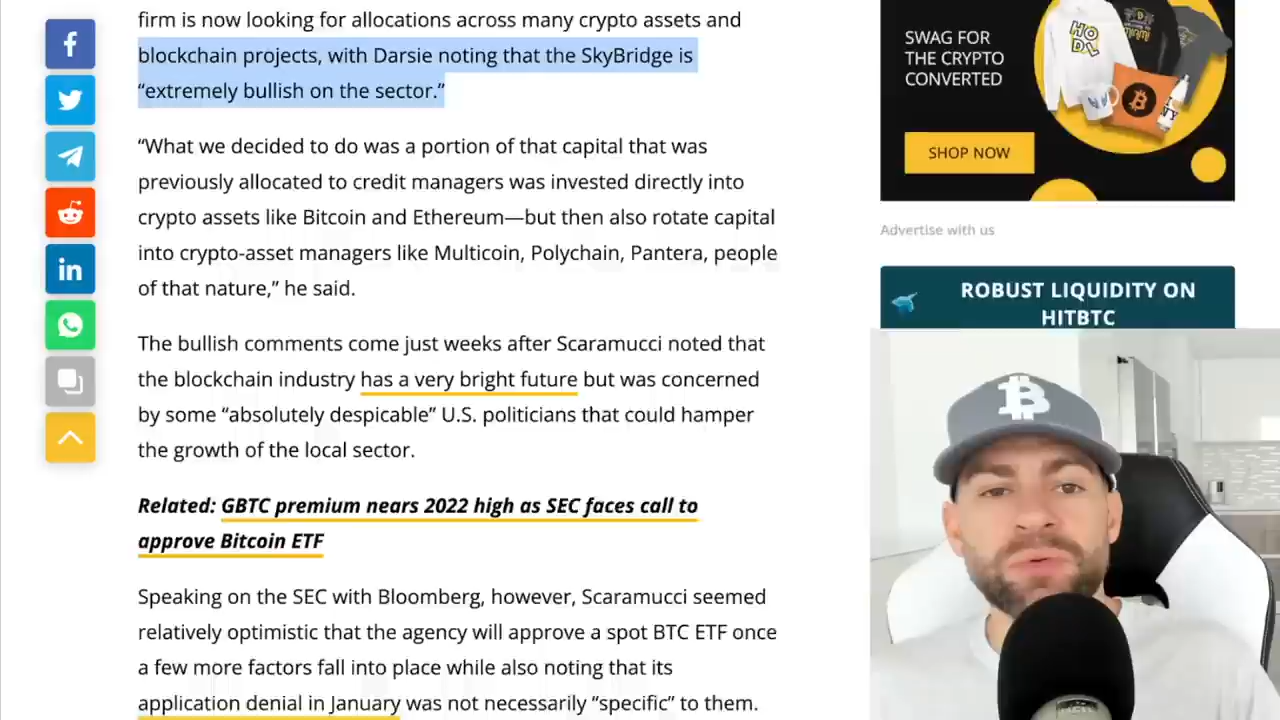 firm is now looking for allocations across many crypto assets and
blockchain projects, with Darsie noting that the SkyBridge is
“extremely bullish on the sector.”
“What we decided to do was a portion of that capital that was
previously allocated to credit managers was invested directly into
crypto assets like Bitcoin and Ethereum—but then also rotate capital
into crypto-asset managers like Multicoin, Polychain, Pantera, people
of that nature,” he said.
The bullish comments come just weeks after Scaramucci noted that
the blockchain industry has a very bright future but was concerned
by some “absolutely despicable” U.S. politicians that could hamper
the growth of the local sector.
Related: GBTC premium nears 2022 high as SEC faces call to
approve Bitcoin ETF
Speaking on the SEC with Bloomberg, however, Scaramucci seemed
relatively optimistic that the agency will approve a spot BTC ETF once
a few more factors fall into place while also noting that its
application denial in January was not necessarily “specific” to them.
SWAG FOR
THE CRYPTO
CONVERTED
SHOP NOW
HO
DL
Advertise with us
ROBUST LIQUIDITY ON
HITBTC